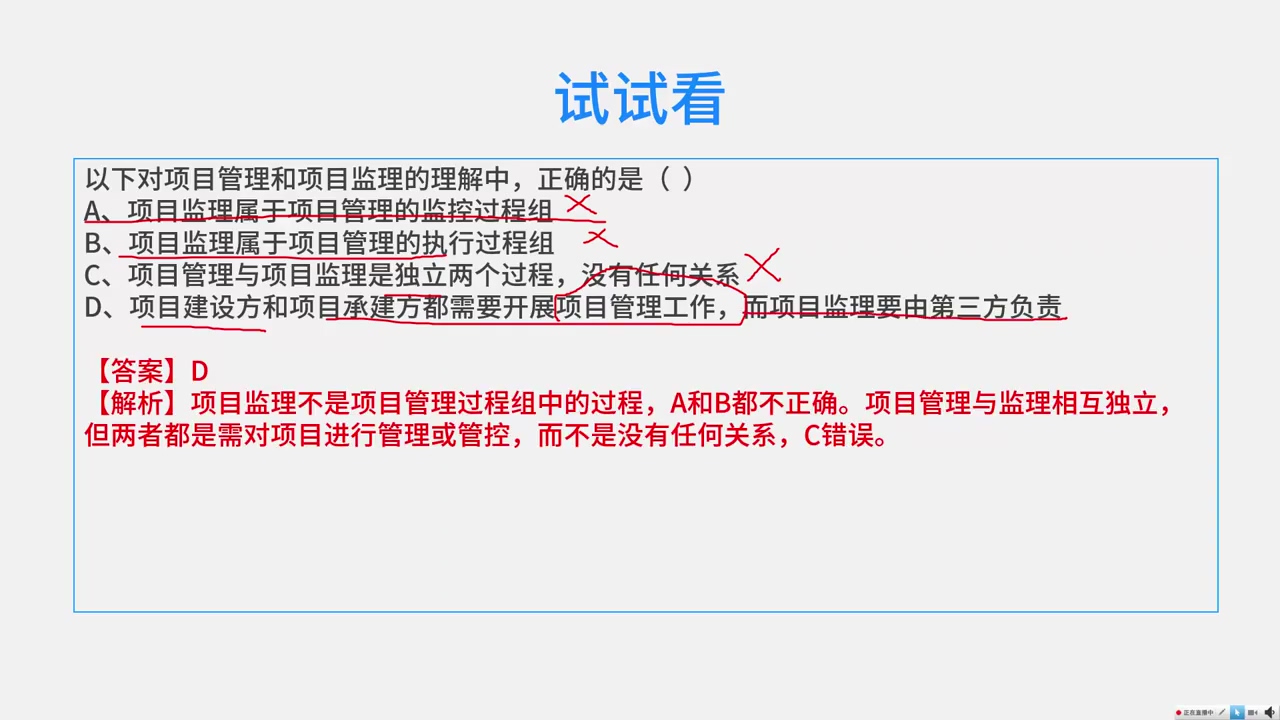 试试看
以下对项目管理和项目监理的理解中，正确的是（ ）
A、项目监理属于项目管理的监控过程组
B、项目监理属于项目管理的执行过程组
C、项目管理与项目监理是独立两个过程，没有任何关系
D、项目建设方和项目承建方都需要开展项目管理工作，而项目监理要由第三方负责
【答案】D
【解析】项目监理不是项目管理过程组中的过程，A和B都不正确。项目管理与监理相互独立，
但两者都是需对项目进行管理或管控，而不是没有任何关系，C错误。
正在直播中